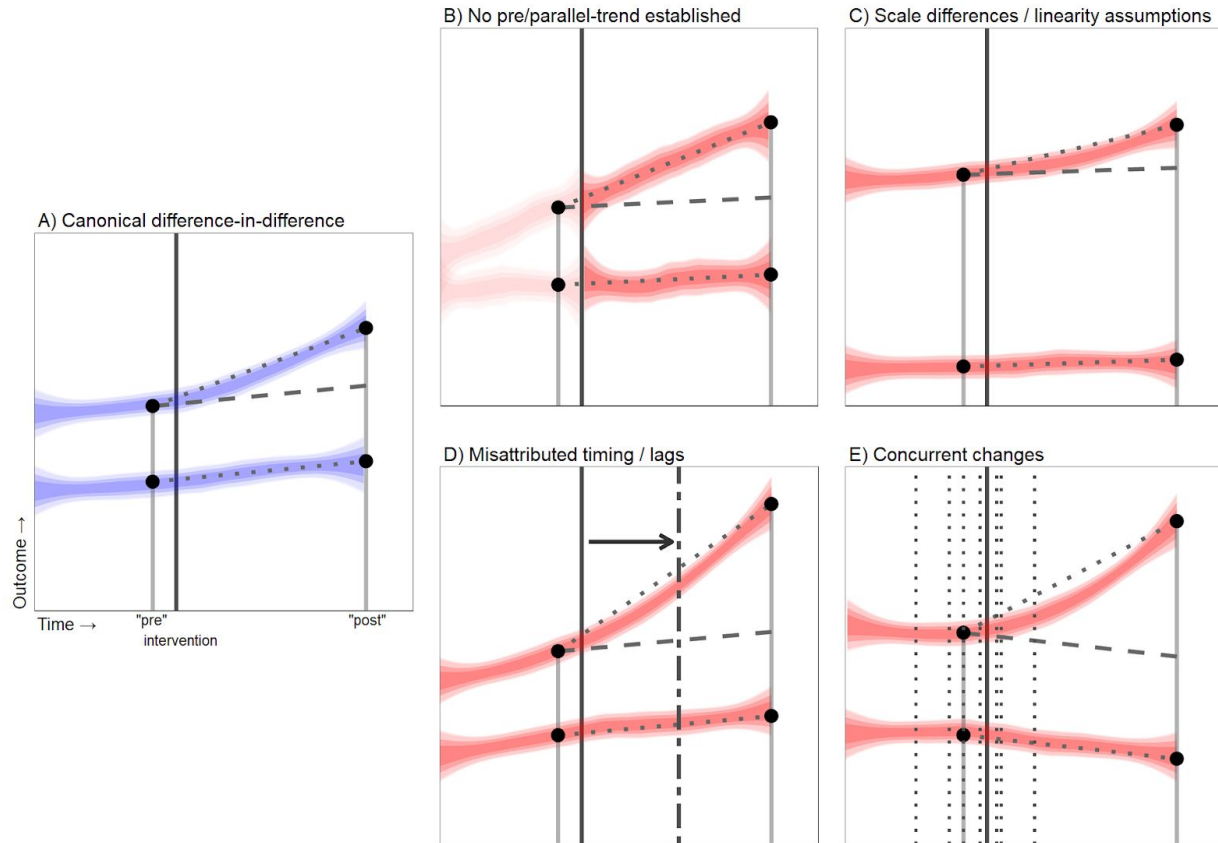 A) Canonical difference-in-difference
Outcome →
Time →
"pre"
intervention
"post"
B) No pre/parallel-trend established
C) Scale differences / linearity assumptions
D) Misattributed timing / lags
E) Concurrent changes